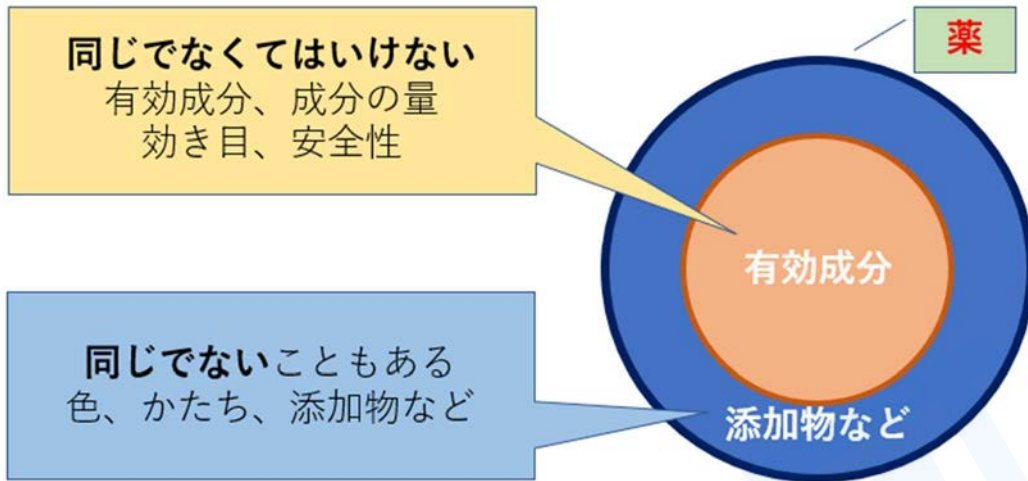 薬
同じでなくてはいけない
有効成分、成分の量
効き目、安全性
有効成分
同じでないこともある
色、かたち、添加物など
添加物など